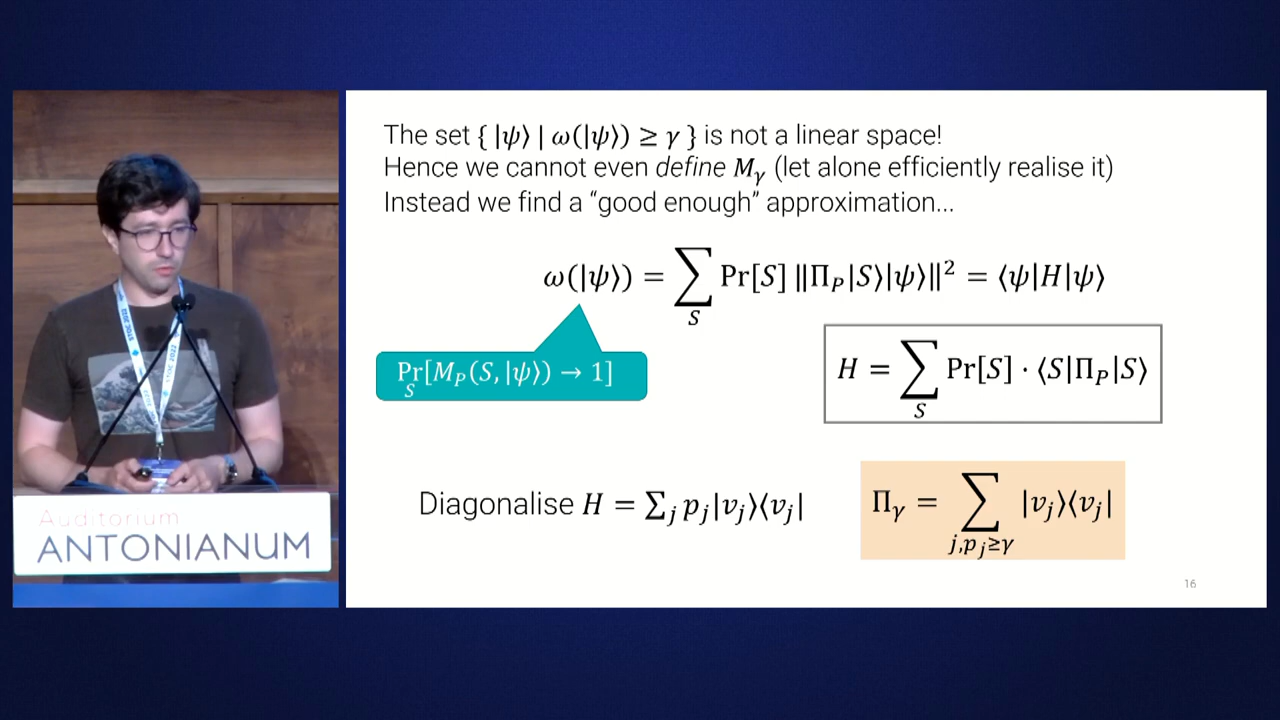 The set { |ψ⟩ | ω(|ψ⟩) ≥ γ } is not a linear space!
Hence we cannot even define M_γ (let alone efficiently realise it)
Instead we find a “good enough” approximation...
ω(|ψ⟩) = ∑_S Pr[S] ‖Π_P|S⟩|ψ⟩‖² = ⟨ψ|H|ψ⟩
Pr_S[M_P(S, |ψ⟩) → 1]
H = ∑_S Pr[S] · ⟨S|Π_P|S⟩
Diagonalise H = ∑_j p_j|v_j⟩⟨v_j|
Π_γ = ∑_{j,p_j≥γ} |v_j⟩⟨v_j|
16
Auditorium
ANTONIANUM